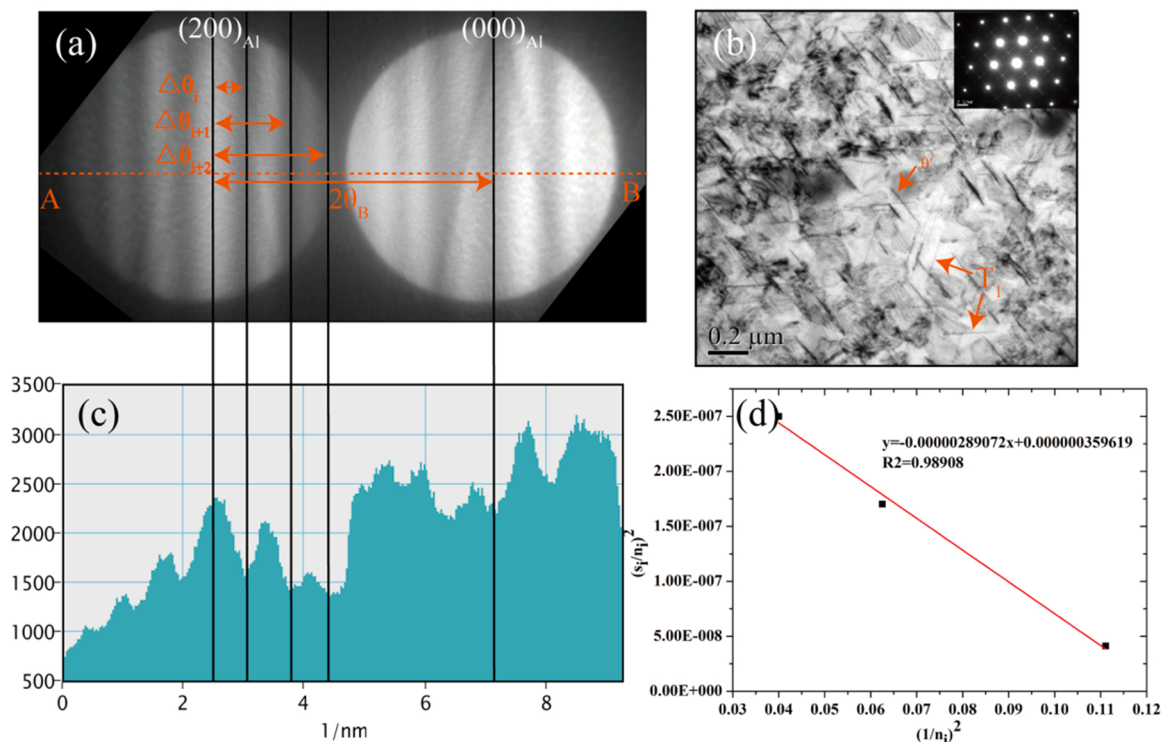 (a)
(200)Al
(000)Al
△θi
△θi+1
△θi+2
A
2θB
B
(b)
θ'
T1
0.2 μm
(c)
3500
3000
2500
2000
1500
1000
500
0
2
4
6
8
1/nm
(d)
2.50E-007
2.00E-007
1.50E-007
1.00E-007
5.00E-008
0.00E+000
(si/ni)2
y=-0.00000289072x+0.000000359619
R2=0.98908
0.03
0.04
0.05
0.06
0.07
0.08
0.09
0.10
0.11
0.12
(1/ni)2